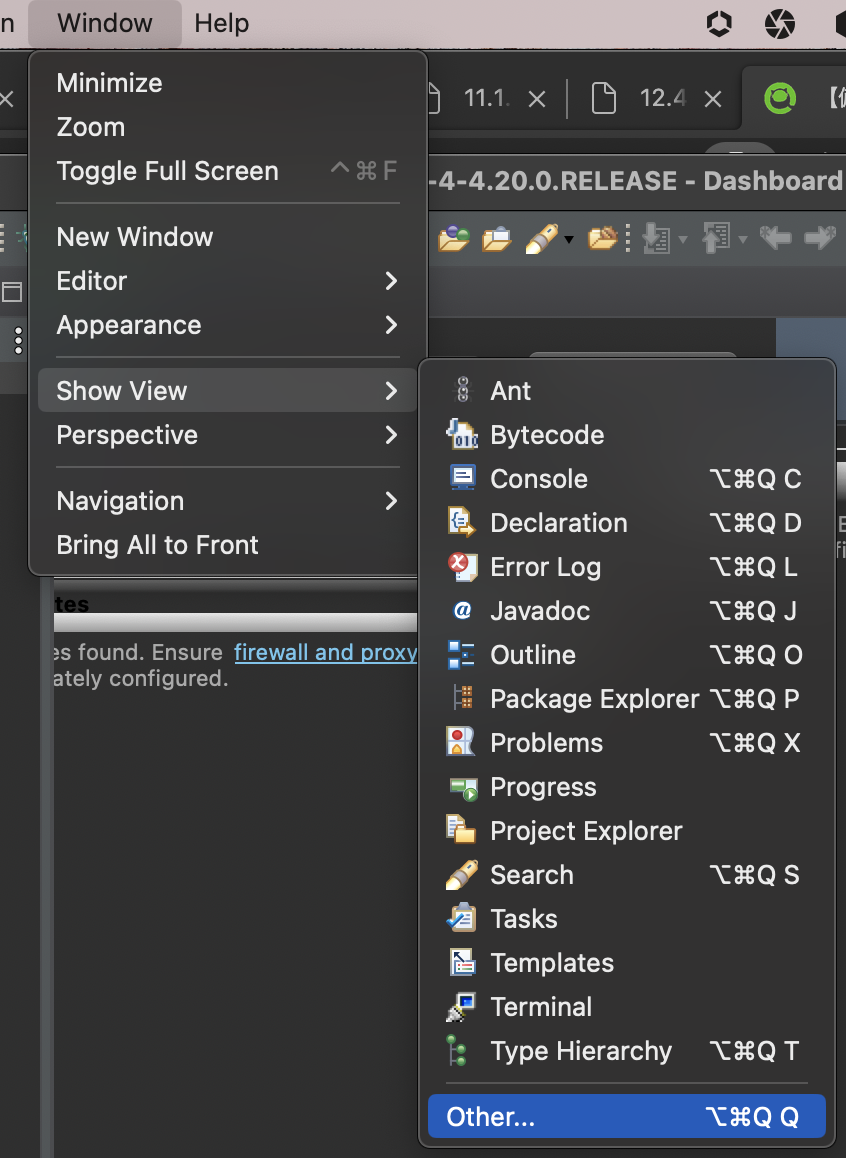 n Window Help
11.1. 12.4
Minimize
Zoom
Toggle Full Screen ^⌘F
-4-4.20.0.RELEASE - Dashboard
New Window
Editor
Appearance
Show View
Perspective
Navigation
Bring All to Front
Ant
Bytecode
Console ⌥⌘Q C
Declaration ⌥⌘Q D
Error Log ⌥⌘Q L
Javadoc ⌥⌘Q J
Outline ⌥⌘Q O
Package Explorer ⌥⌘Q P
Problems ⌥⌘Q X
Progress
Project Explorer
Search ⌥⌘Q S
Tasks
Templates
Terminal
Type Hierarchy ⌥⌘Q T
Other... ⌥⌘Q Q
tes
es found. Ensure firewall and proxy
ately configured.